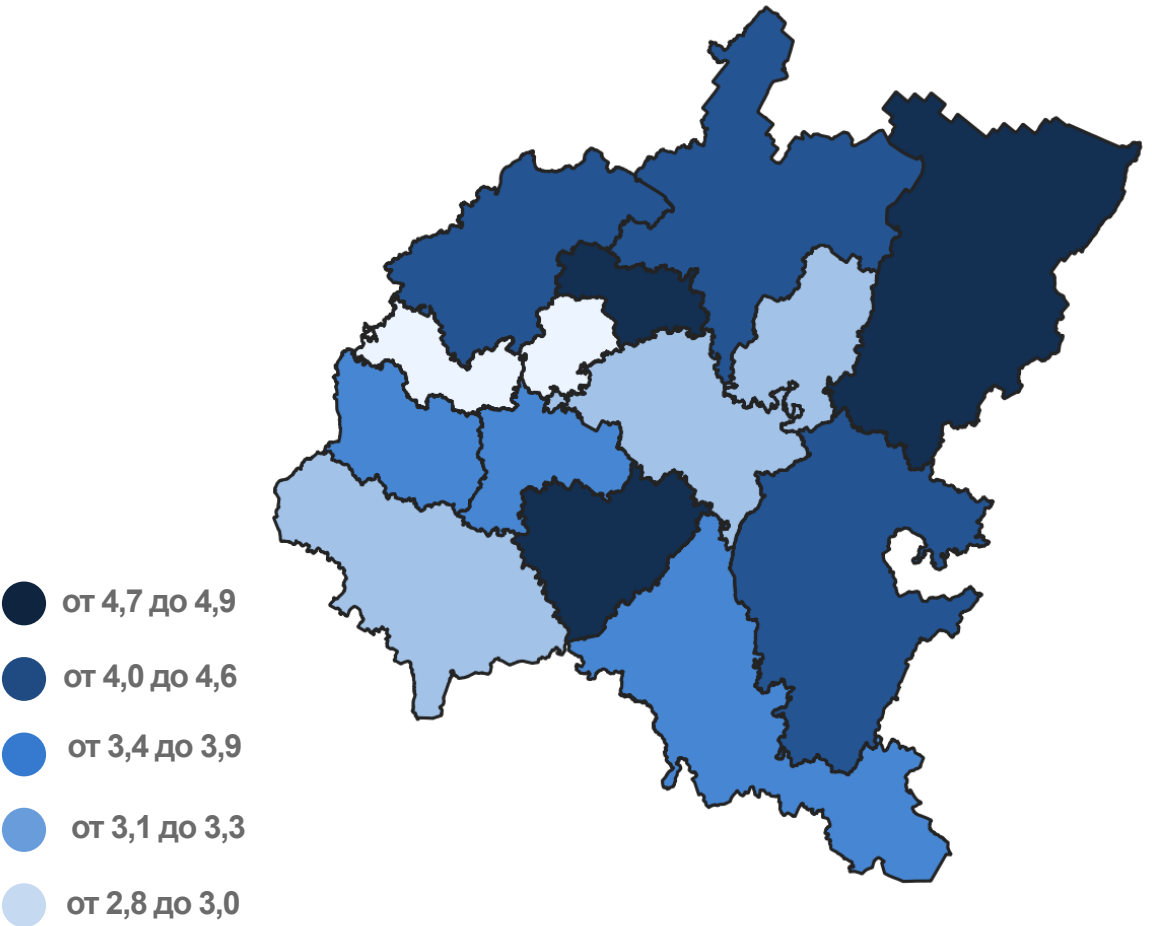 от 4,7 до 4,9
от 4,0 до 4,6
от 3,4 до 3,9
от 3,1 до 3,3
от 2,8 до 3,0